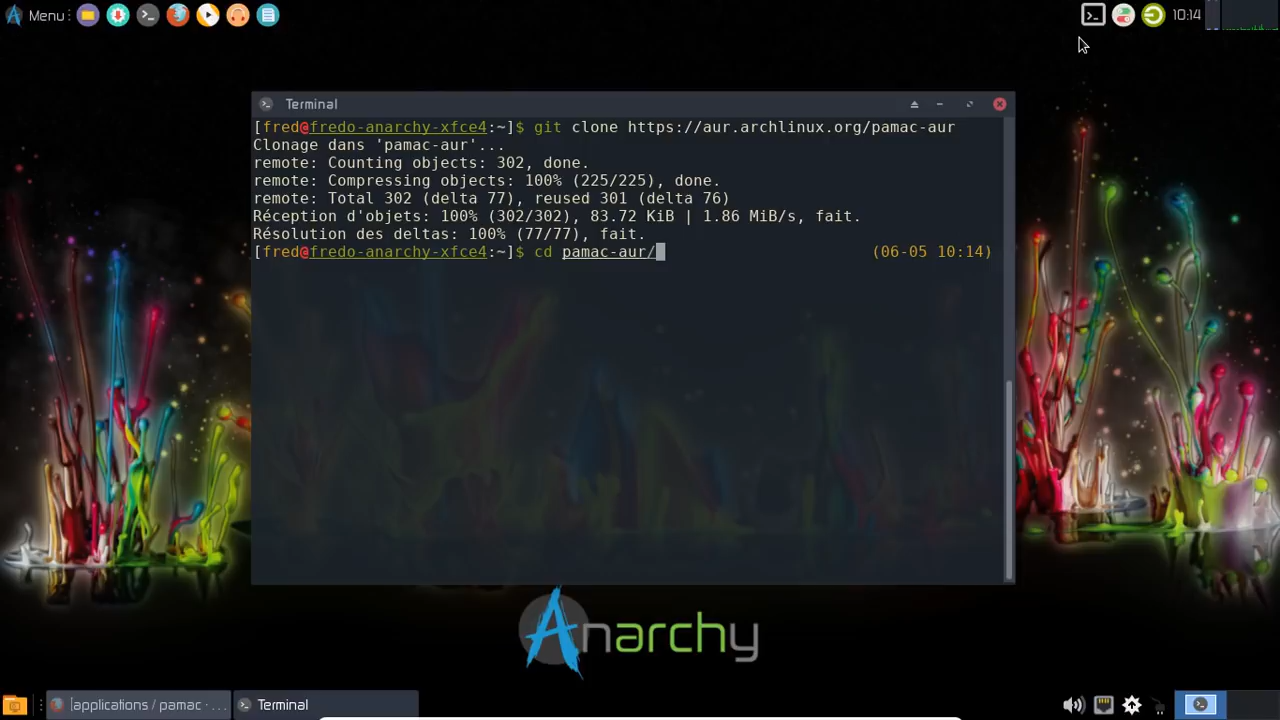 Menu
10:14
Terminal
[fred@fredo-anarchy-xfce4:~]$ git clone https://aur.archlinux.org/pamac-aur
Clonage dans 'pamac-aur'...
remote: Counting objects: 302, done.
remote: Compressing objects: 100% (225/225), done.
remote: Total 302 (delta 77), reused 301 (delta 76)
Réception d'objets: 100% (302/302), 83.72 KiB | 1.86 MiB/s, fait.
Résolution des deltas: 100% (77/77), fait.
[fred@fredo-anarchy-xfce4:~]$ cd pamac-aur/ (06-05 10:14)
Anarchy
[applications / pamac · ...
Terminal